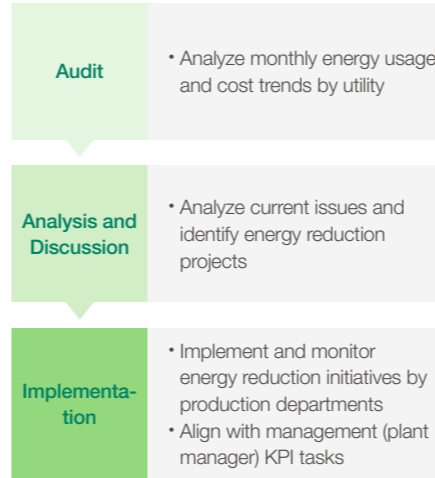 Audit
• Analyze monthly energy usage
and cost trends by utility
Analysis and
Discussion
• Analyze current issues and
identify energy reduction
projects
Implementa-
tion
• Implement and monitor
energy reduction initiatives by
production departments
• Align with management (plant
manager) KPI tasks